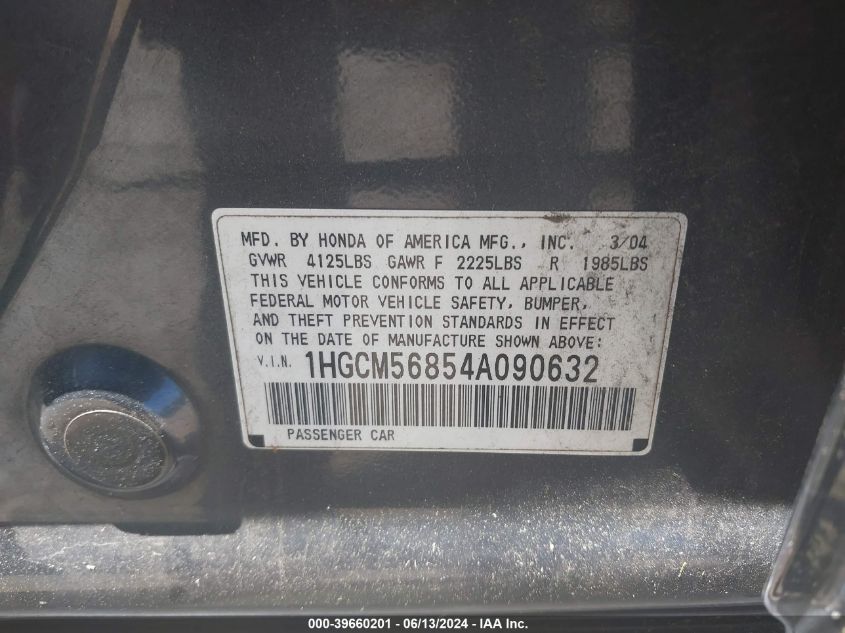 MFD. BY HONDA OF AMERICA MFG., INC. 3/04
GVWR 4125LBS GAWR F 2225LBS R 1985LBS
THIS VEHICLE CONFORMS TO ALL APPLICABLE
FEDERAL MOTOR VEHICLE SAFETY, BUMPER,
AND THEFT PREVENTION STANDARDS IN EFFECT
ON THE DATE OF MANUFACTURE SHOWN ABOVE:
V.I.N. 1HGCM56854A090632
PASSENGER CAR
000-39660201 - 06/13/2024 - © IAA Inc.